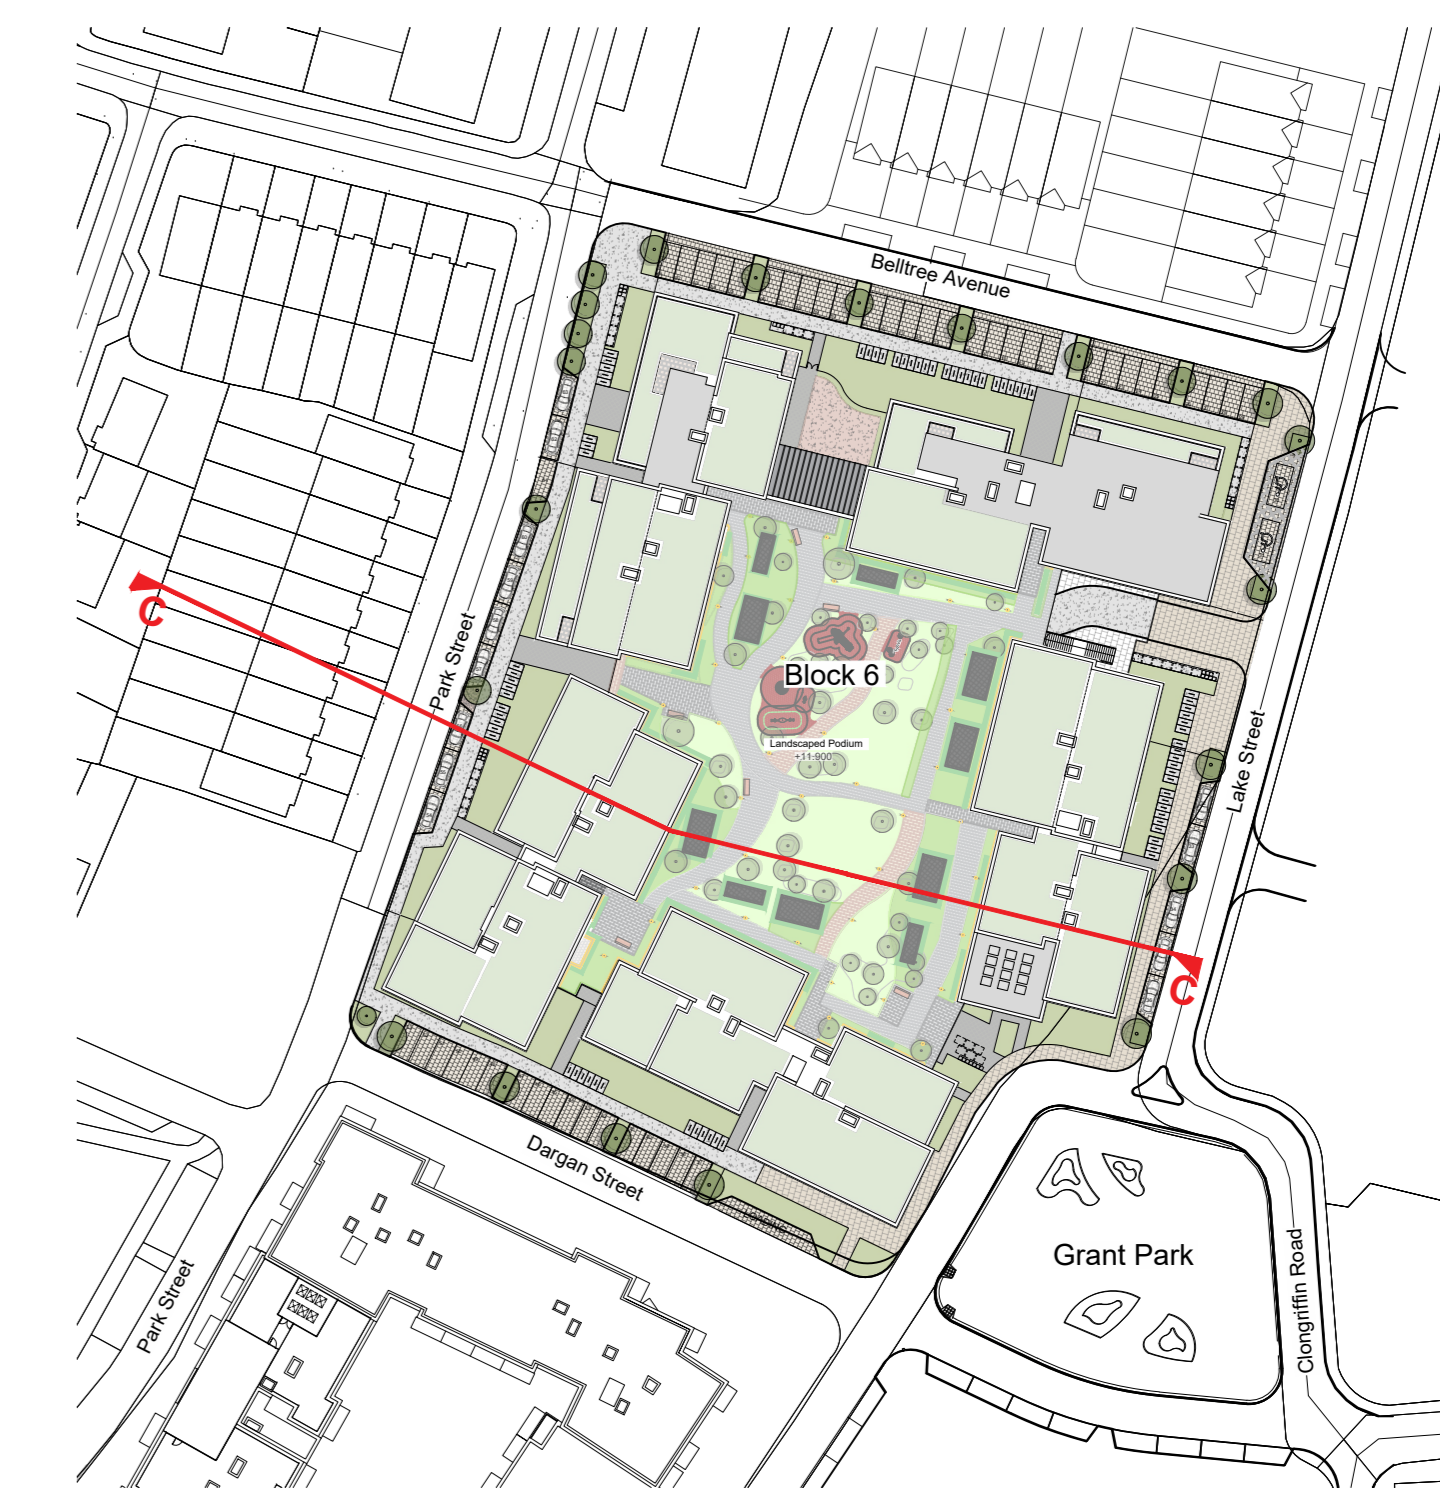 Belltree Avenue
C
Park Street
Block 6
Landscaped Podium
+11.900
Lake Street
C
Dargan Street
Grant Park
Clongriffin Road
Park Street